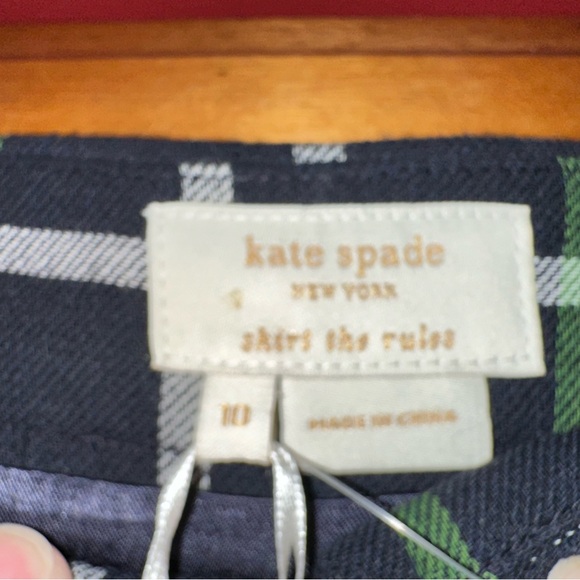 kate spade
NEW YORK
skirt the rules
10
MADE IN CHINA